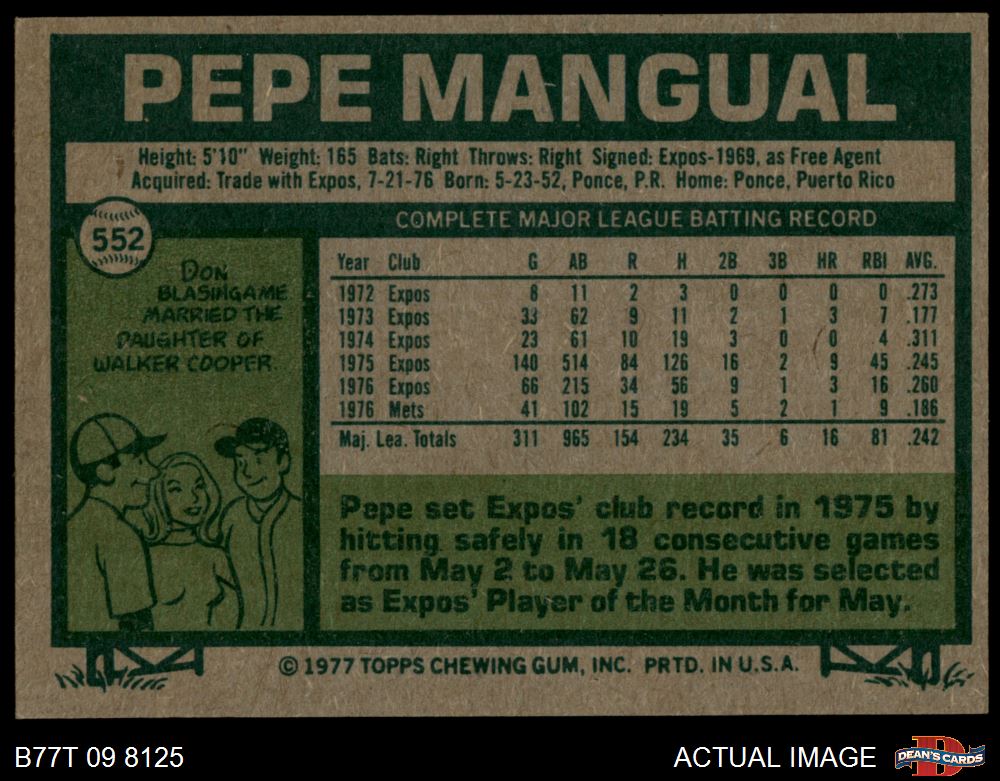 PEPE MANGUAL
Height: 5'10" Weight: 165 Bats: Right Throws: Right Signed: Expos-1969, as Free Agent
Acquired: Trade with Expos, 7-21-76 Born: 5-23-52, Ponce, P.R. Home: Ponce, Puerto Rico
552
DON
BLASINGAME
MARRIED THE
DAUGHTER OF
WALKER COOPER.
COMPLETE MAJOR LEAGUE BATTING RECORD
Year Club G AB R H 2B 3B HR RBI AVG.
1972 Expos 8 11 2 3 0 0 0 0 .273
1973 Expos 33 62 9 11 2 1 3 7 .177
1974 Expos 23 61 10 19 3 0 0 4 .311
1975 Expos 140 514 84 126 16 2 9 45 .245
1976 Expos 66 215 34 56 9 1 3 16 .260
1976 Mets 41 102 15 19 5 2 1 9 .186
Maj. Lea. Totals 311 965 154 234 35 6 16 81 .242
Pepe set Expos' club record in 1975 by
hitting safely in 18 consecutive games
from May 2 to May 26. He was selected
as Expos' Player of the Month for May.
© 1977 TOPPS CHEWING GUM, INC. PRTD. IN U.S.A.
B77T 09 8125
ACTUAL IMAGE
D
DEAN'S CARDS